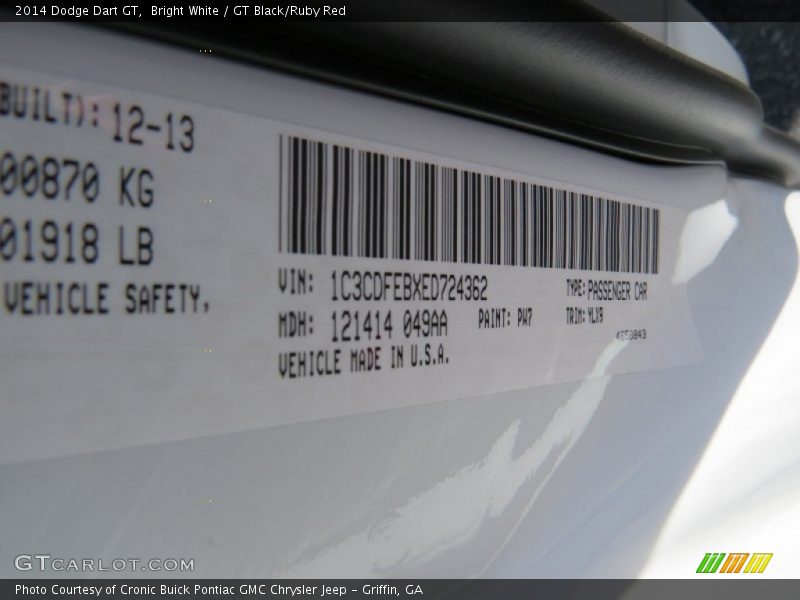 2014 Dodge Dart GT,  Bright White / GT Black/Ruby Red
BUILT): 12-13
00870 KG
01918 LB
VEHICLE SAFETY,
VIN: 1C3CDFEBXED724362 TYPE: PASSENGER CAR
MDH: 121414 049AA PAINT: PW7 TRIM: YLX9
VEHICLE MADE IN U.S.A.
GTCARLOT.COM
Photo Courtesy of Cronic Buick Pontiac GMC Chrysler Jeep – Griffin, GA